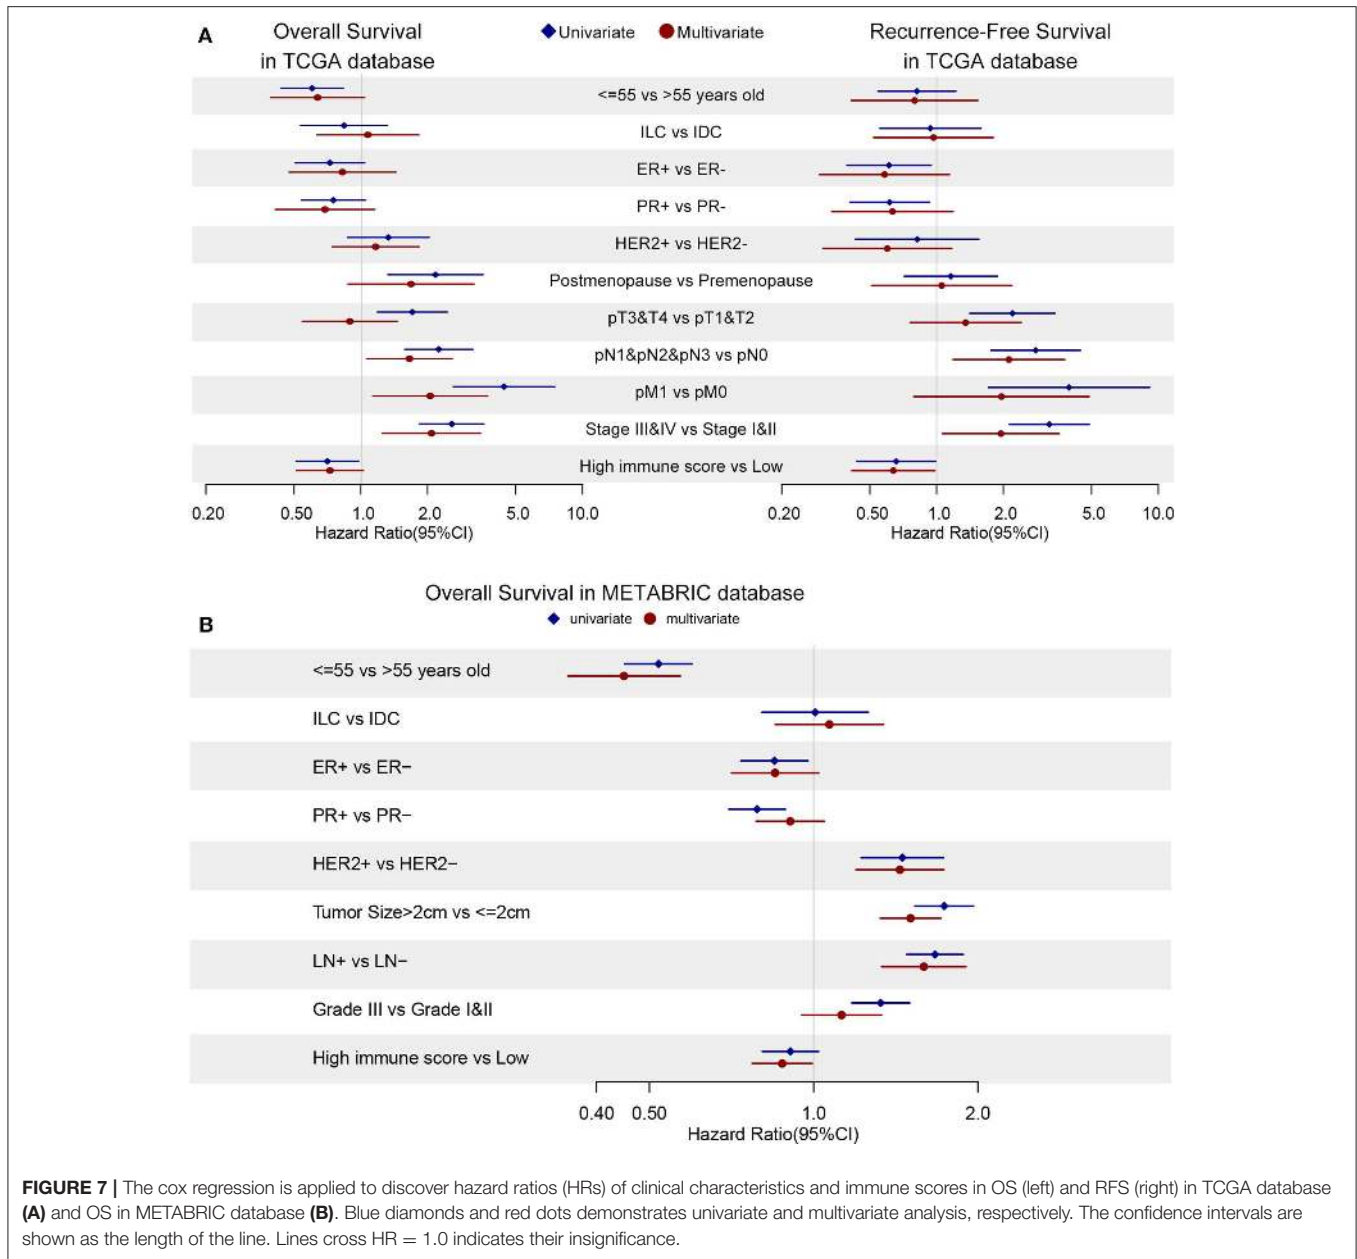 A
Overall Survival
in TCGA database
Univariate
Multivariate
Recurrence-Free Survival
in TCGA database
<=55 vs >55 years old
ILC vs IDC
ER+ vs ER-
PR+ vs PR-
HER2+ vs HER2-
Postmenopause vs Premenopause
pT3&T4 vs pT1&T2
pN1&pN2&pN3 vs pN0
pM1 vs pM0
Stage III&IV vs Stage I&II
High immune score vs Low
0.20 0.50 1.0 2.0 5.0 10.0
Hazard Ratio(95%CI)
0.20 0.50 1.0 2.0 5.0 10.0
Hazard Ratio(95%CI)
Overall Survival in METABRIC database
B
univariate
multivariate
<=55 vs >55 years old
ILC vs IDC
ER+ vs ER−
PR+ vs PR−
HER2+ vs HER2−
Tumor Size>2cm vs <=2cm
LN+ vs LN−
Grade III vs Grade I&II
High immune score vs Low
0.40 0.50 1.0 2.0
Hazard Ratio(95%CI)
FIGURE 7 | The cox regression is applied to discover hazard ratios (HRs) of clinical characteristics and immune scores in OS (left) and RFS (right) in TCGA database
(A) and OS in METABRIC database (B). Blue diamonds and red dots demonstrates univariate and multivariate analysis, respectively. The confidence intervals are
shown as the length of the line. Lines cross HR = 1.0 indicates their insignificance.